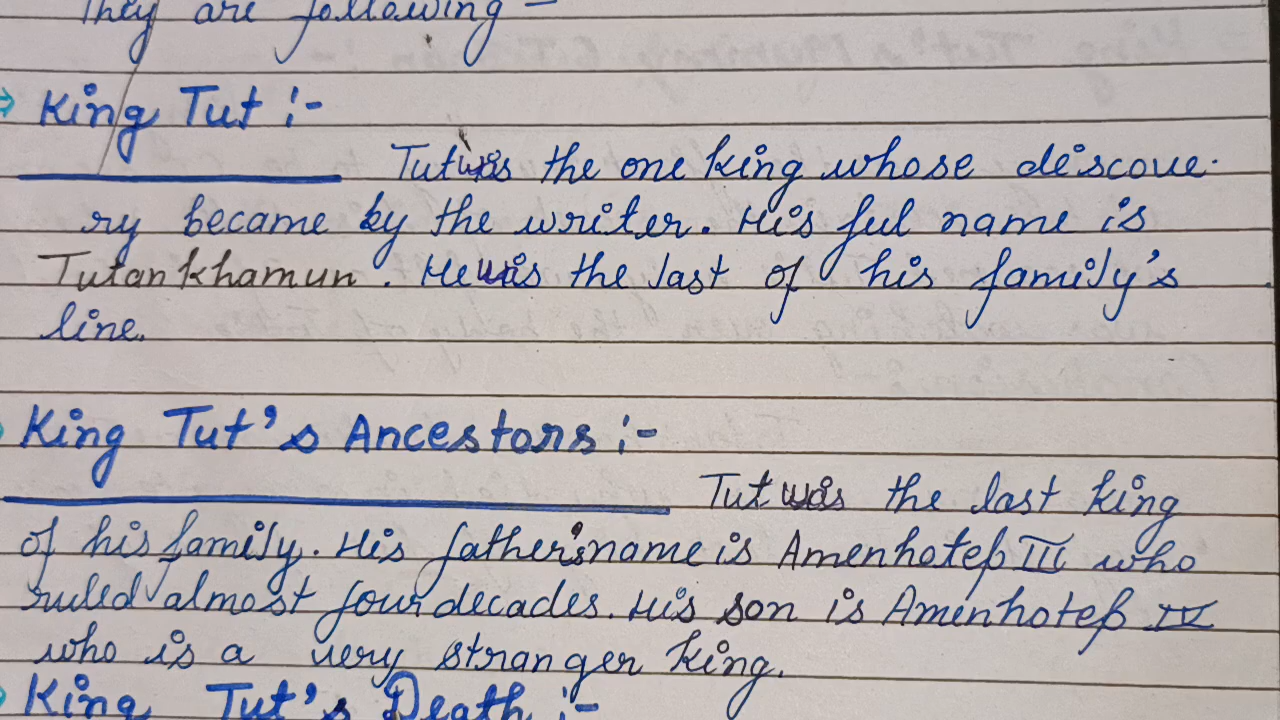 They are following -
King Tut :-
Tut was the one king whose descove-
ry became by the writer. His ful name is
Tutankhamun. He was the last of his family's
line.
King Tut's Ancestors :-
Tut was the last king
of his family. His father's name is Amenhotep III who
ruled almost four decades. His son is Amenhotep IV
who is a very stranger king.
King Tut's Death :-